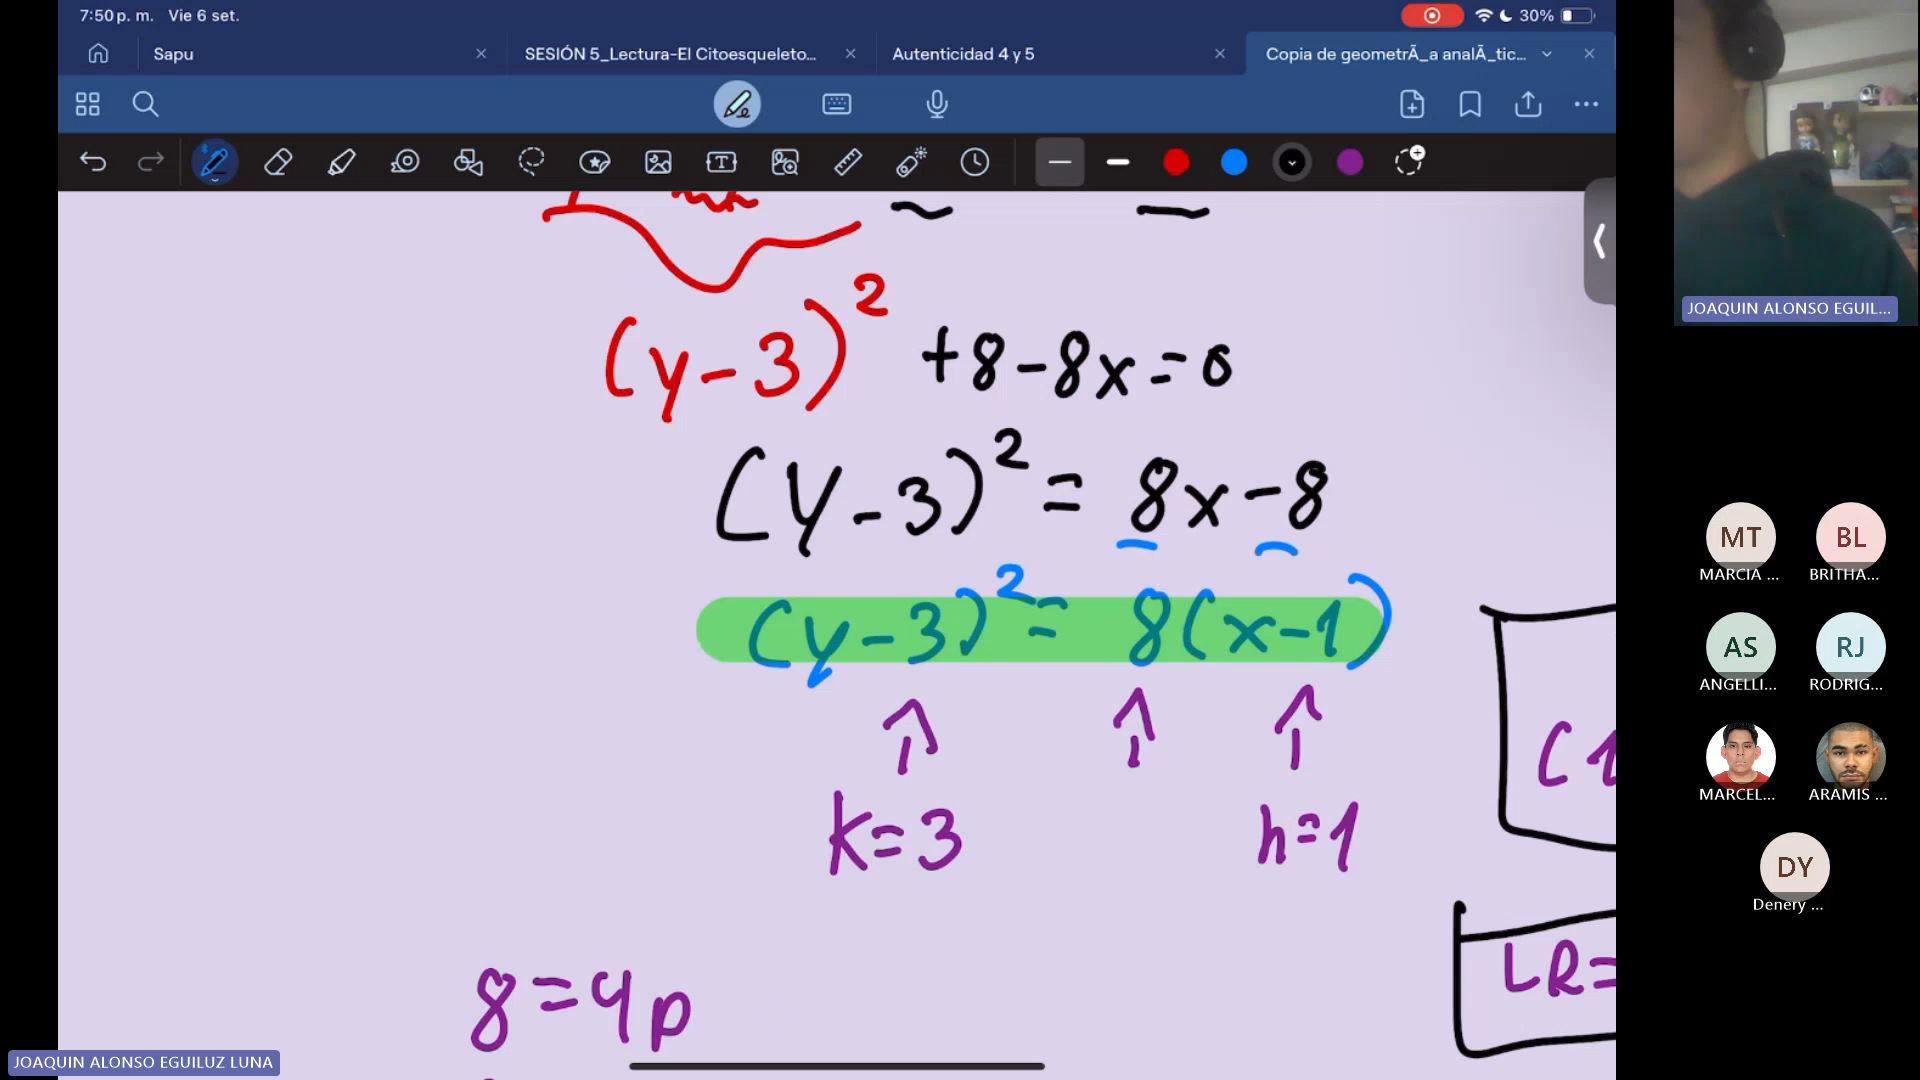 7:50 p. m. Vie 6 set.
30%
Sapu
SESIÓN 5_Lectura-El Citoesqueleto...
Autenticidad 4 y 5
Copia de geometrÃ_a analÃ_tic...
(y-3)² +8-8x=0
(y-3)² = 8x-8
(y-3)² = 8(x-1)
k=3
h=1
(1
LR=
8=4p
JOAQUIN ALONSO EGUILUZ LUNA
JOAQUIN ALONSO EGUIL...
MT
BL
MARCIA ...
BRITHA...
AS
RJ
ANGELLI...
RODRIG...
MARCEL...
ARAMIS ...
DY
Denery ...